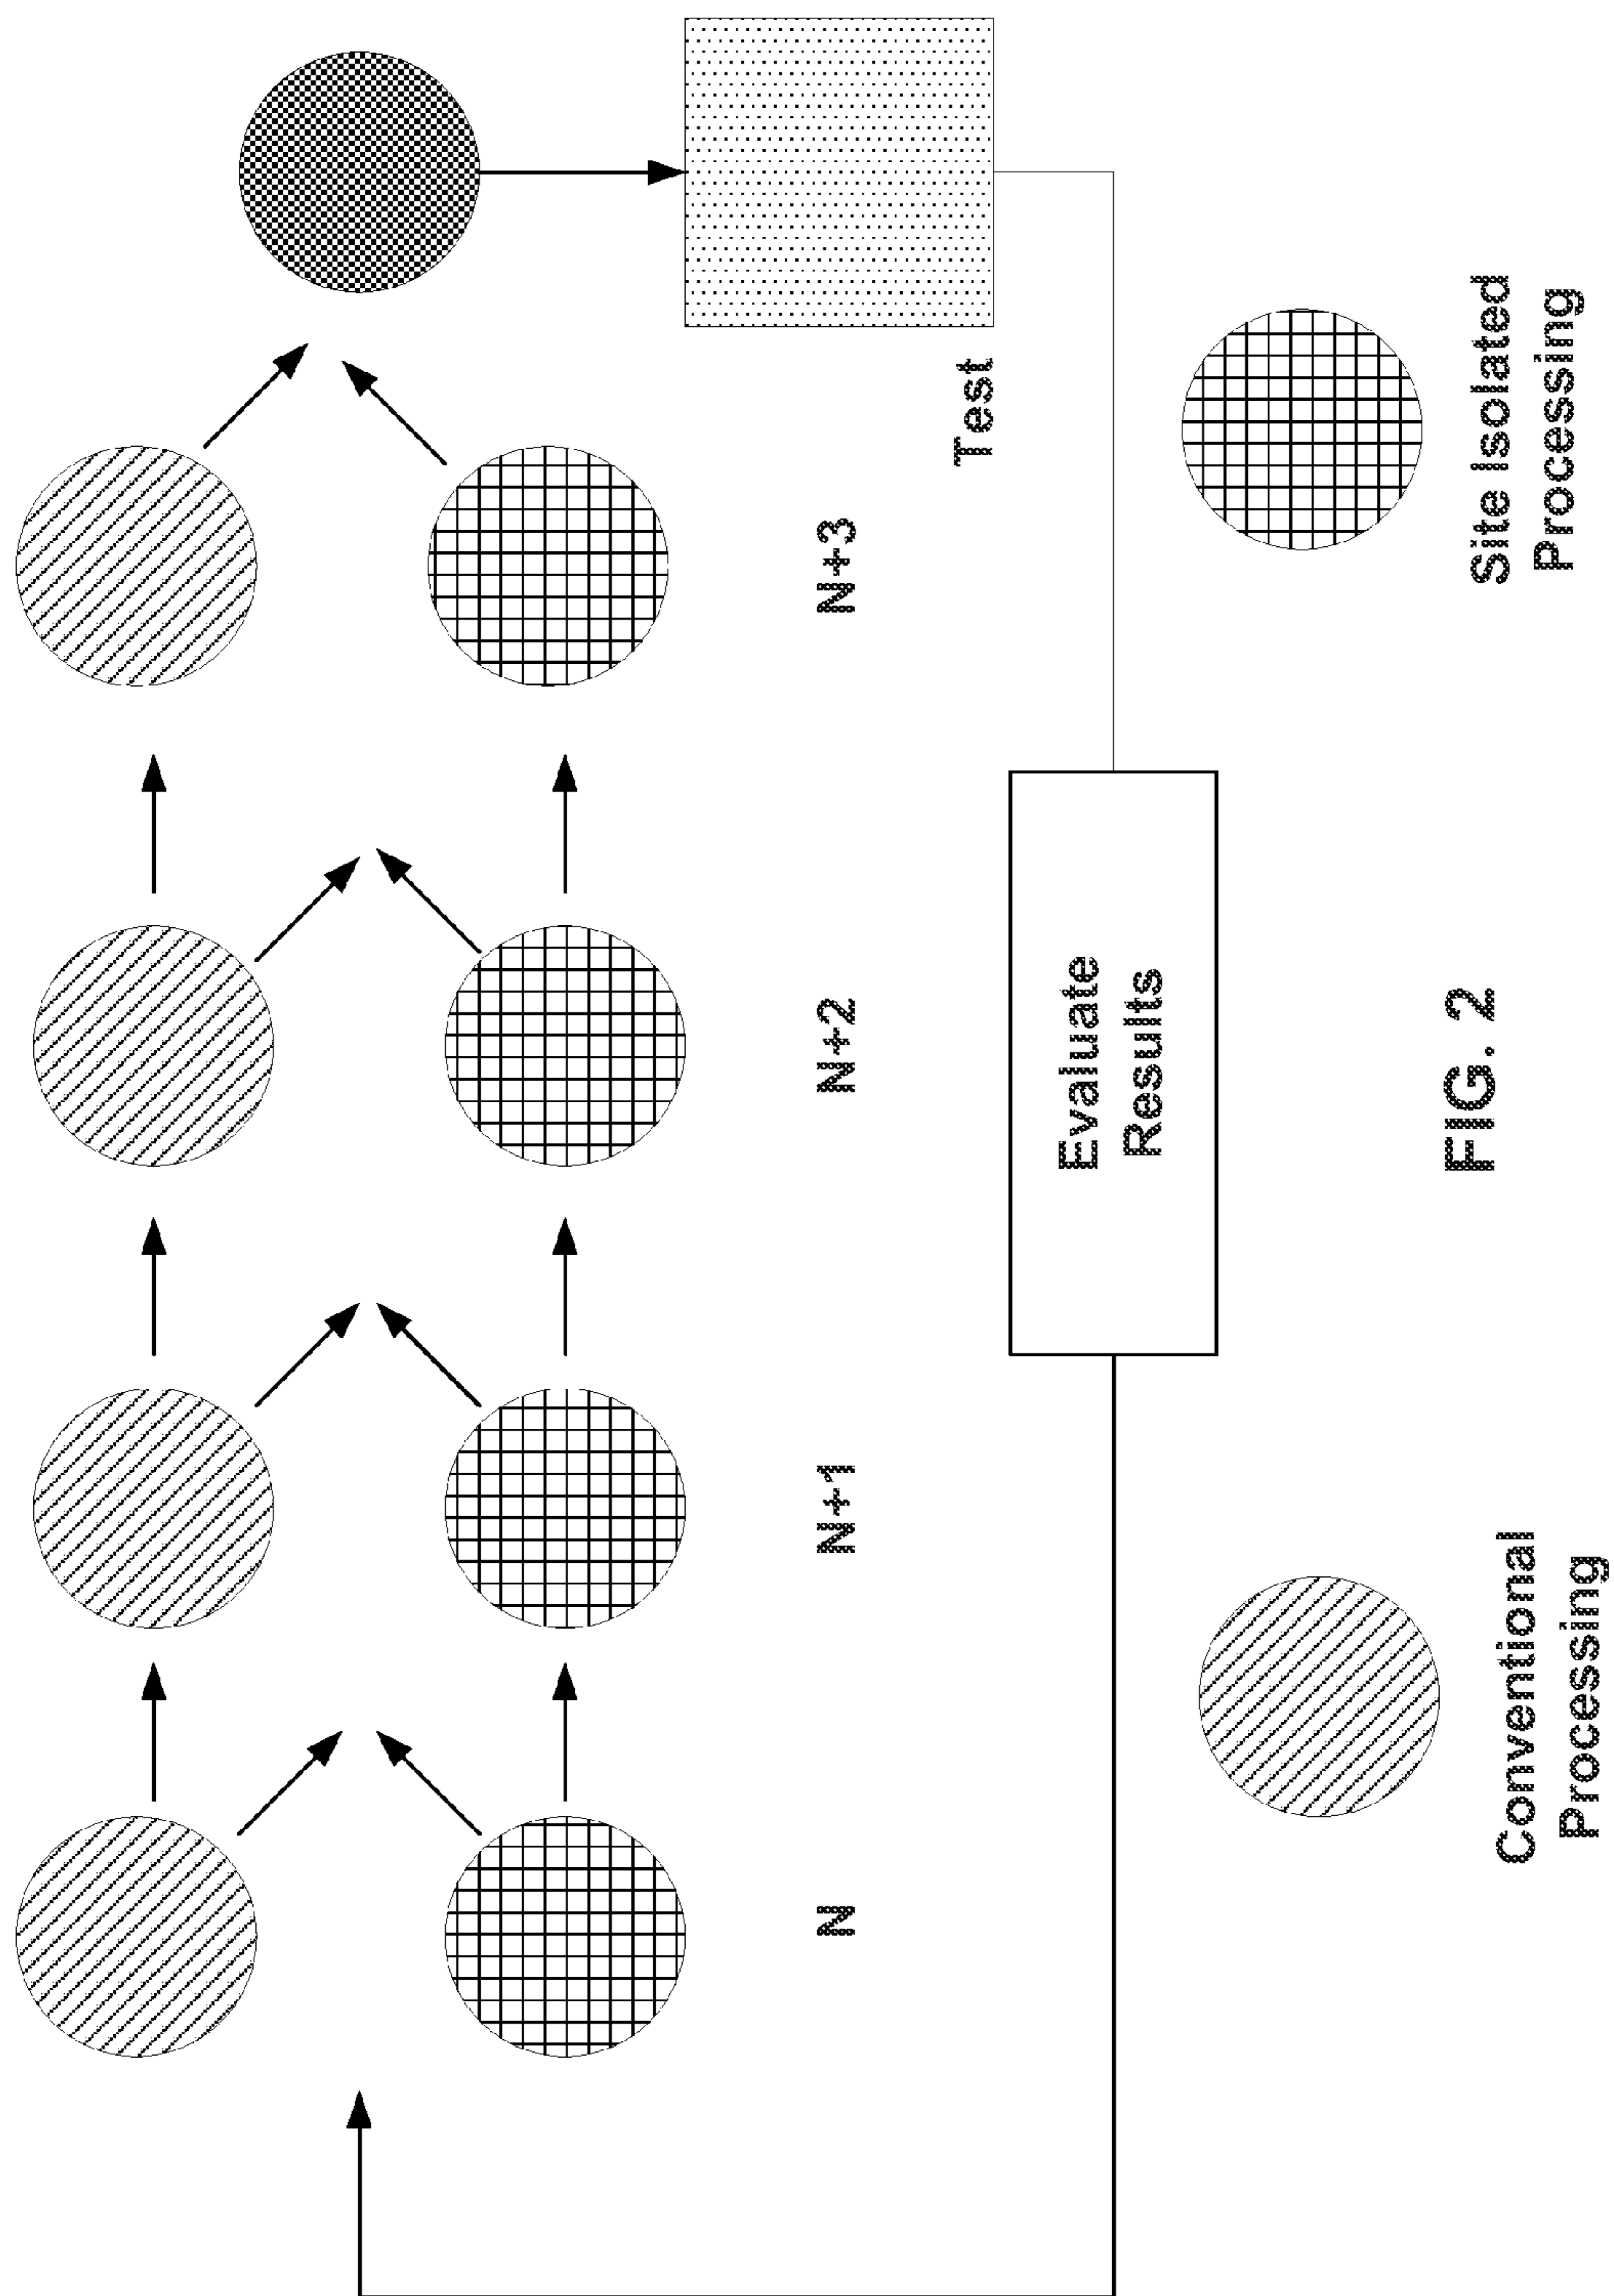 N
N+1
N+2
N+3
Test
Evaluate
Results
Conventional
Processing
Site Isolated
Processing
FIG. 2